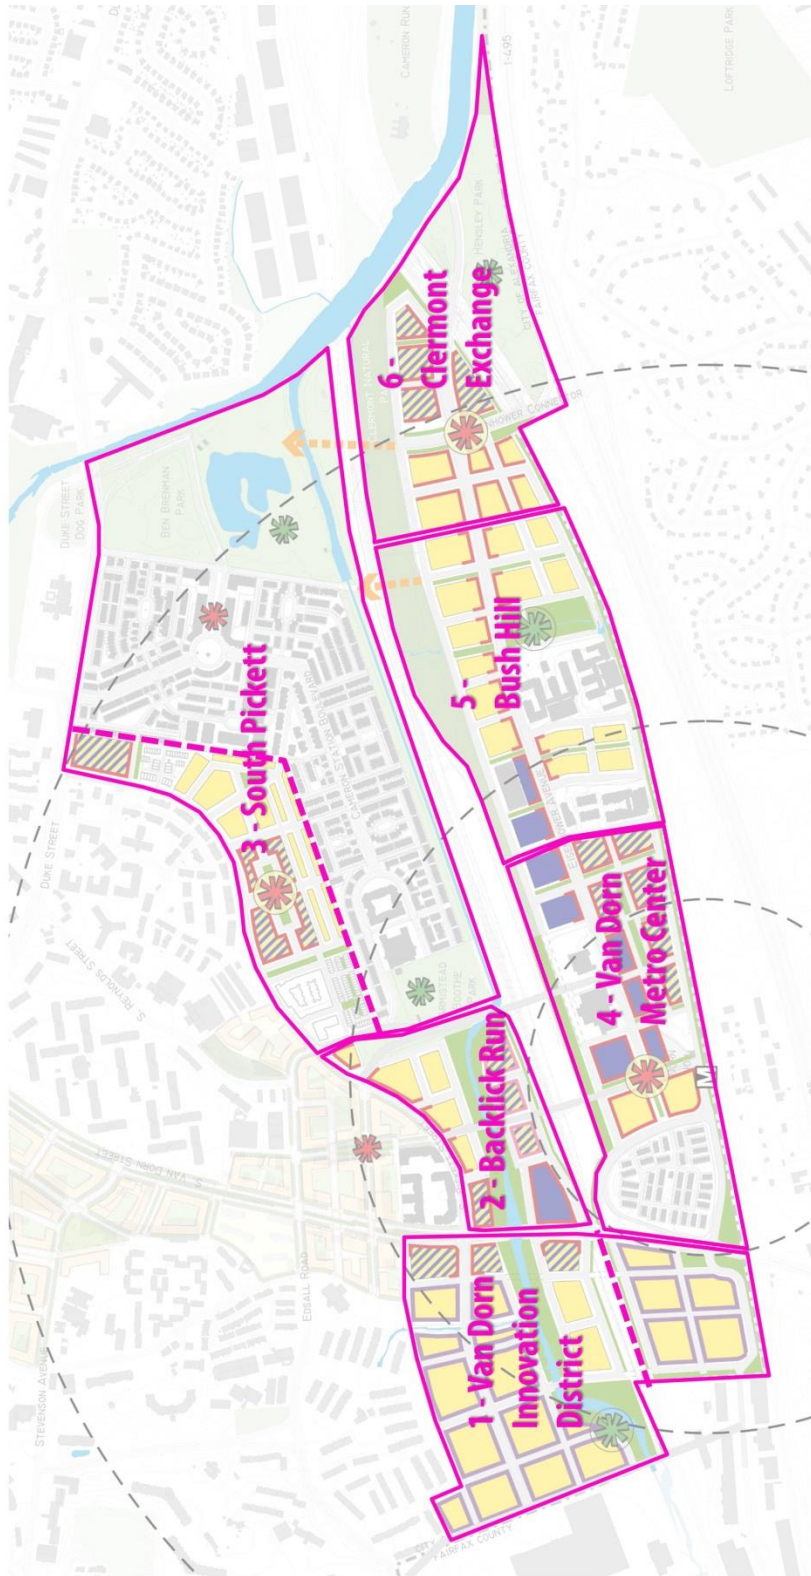 1 - Van Dorn
Innovation
District
2 - Backlick Run
3 - South Pickett
4 - Van Dorn
Metro Center
5 -
Bush Hill
6 -
Clermont
Exchange
STEVENSON AVENUE
EDSALL ROAD
S. VAN DORN STREET
S. REYNOLDS STREET
DUKE STREET
DUKE STREET
DOG PARK
BEN BRENMAN
PARK
CAMERON STATION BOULEVARD
CAMERON RUN
I-495
LOFTRIDGE PARK
HENSLEY PARK
CITY OF ALEXANDRIA
FAIRFAX COUNTY
FAIRFAX COUNTY
M